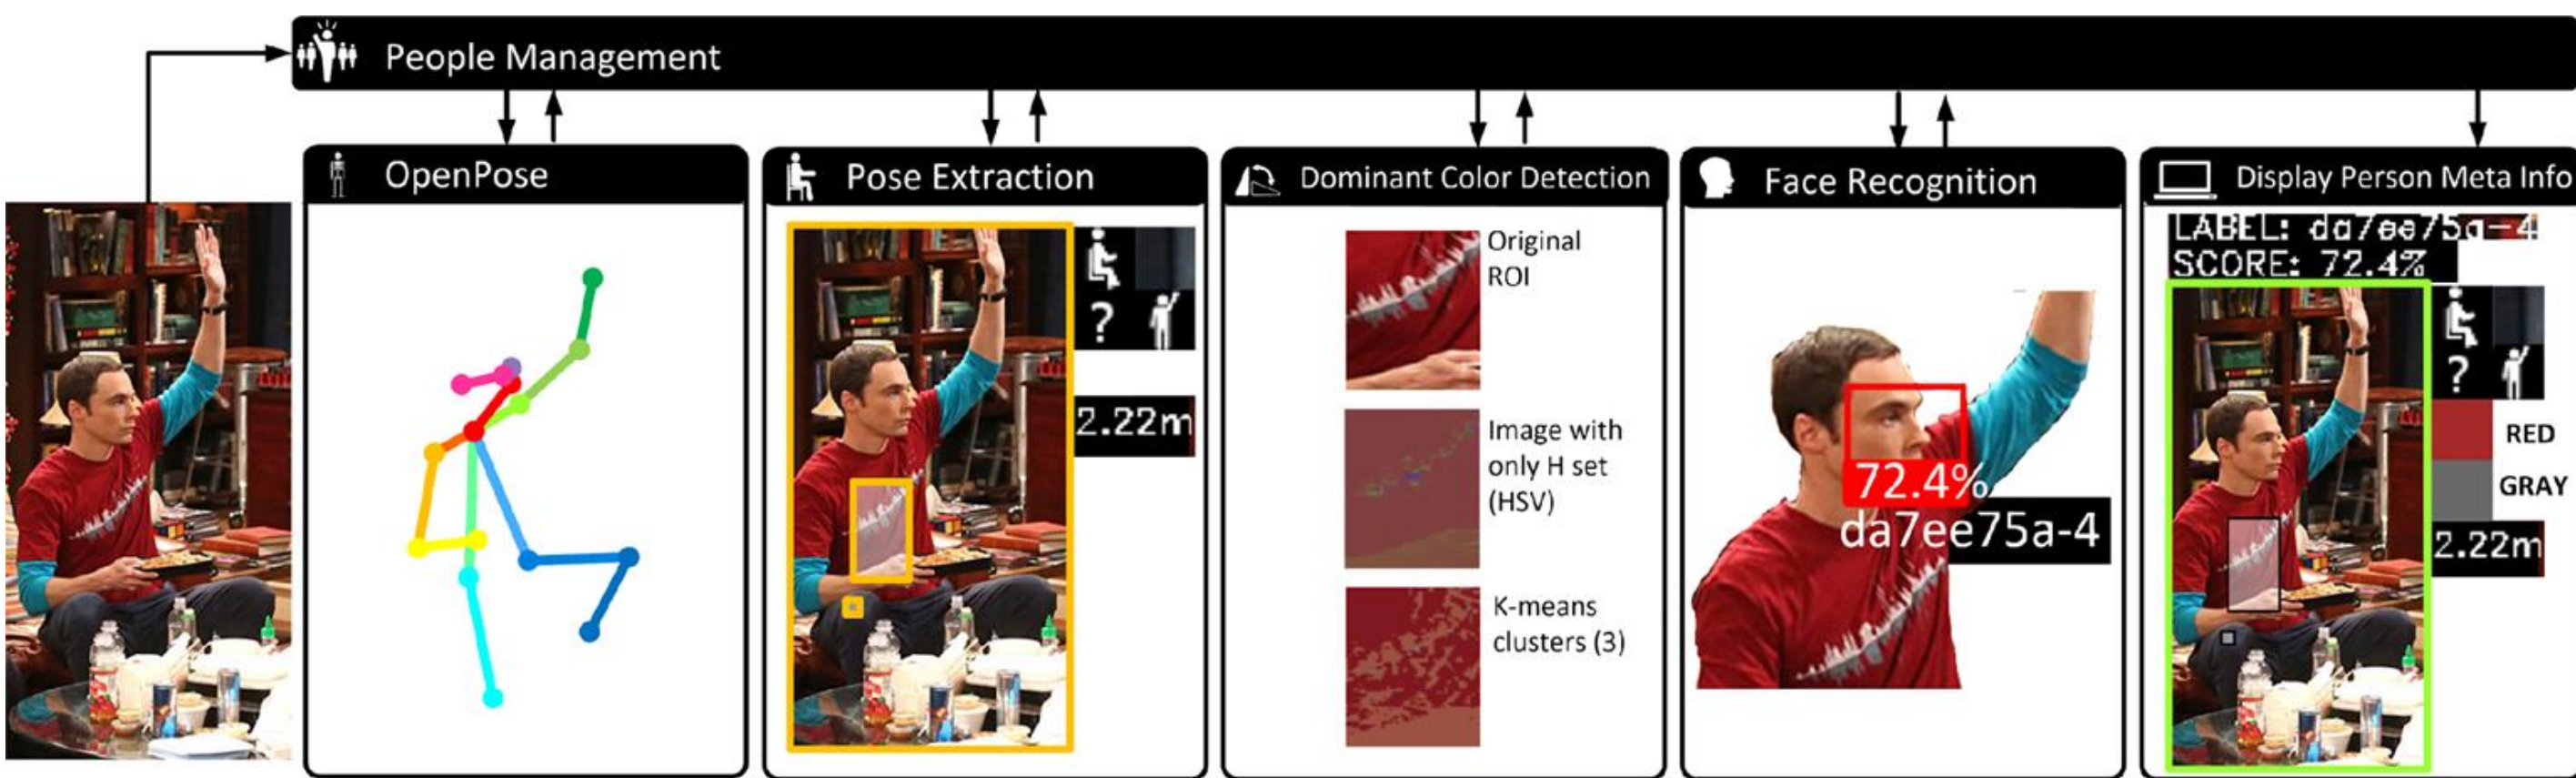 People Management
OpenPose
Pose Extraction
?
2.22m
Dominant Color Detection
Original
ROI
Image with
only H set
(HSV)
K-means
clusters (3)
Face Recognition
72.4%
da7ee75a-4
Display Person Meta Info
LABEL: da7ee75a-4
SCORE: 72.4%
?
RED
GRAY
2.22m